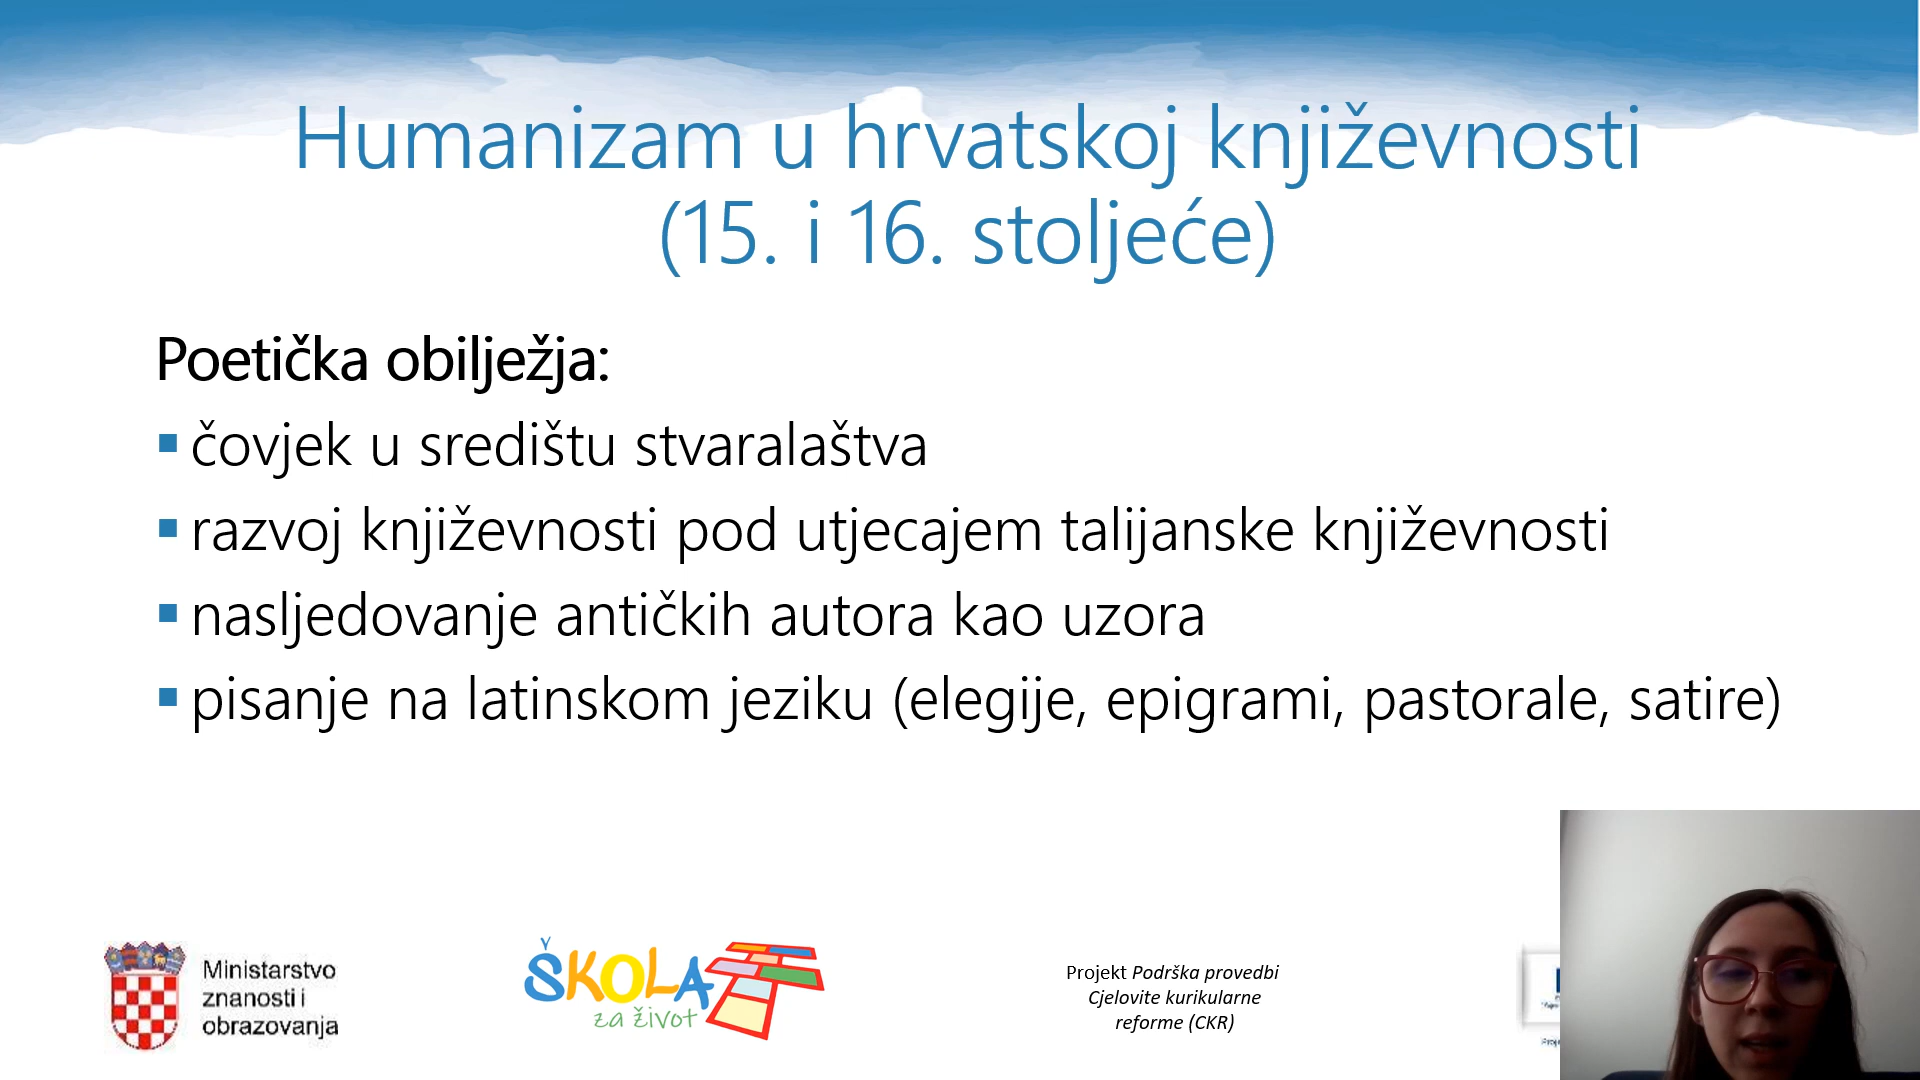 Humanizam u hrvatskoj književnosti
(15. i 16. stoljeće)
Poetička obilježja:
čovjek u središtu stvaralaštva
razvoj književnosti pod utjecajem talijanske književnosti
nasljedovanje antičkih autora kao uzora
pisanje na latinskom jeziku (elegije, epigrami, pastorale, satire)
Ministarstvo
znanosti i
obrazovanja
ŠKOLA
za život
Projekt Podrška provedbi
Cjelovite kurikularne
reforme (CKR)